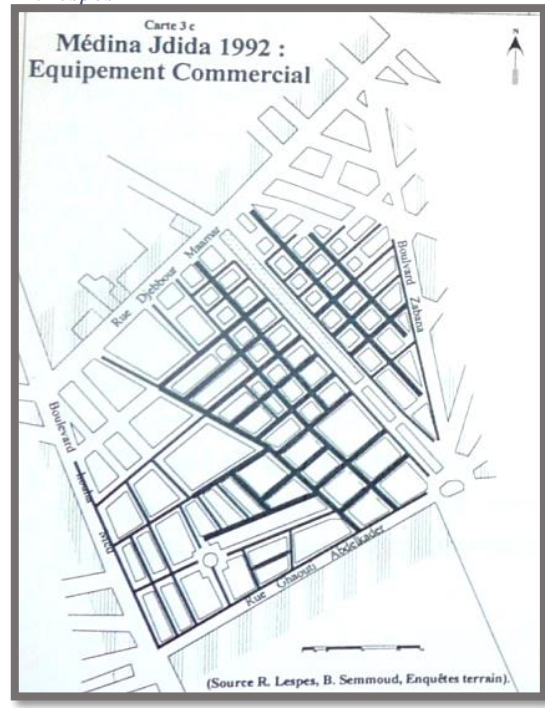 Carte 3 c
Médina Jdida 1992 :
Equipement Commercial
N
Rue Djebbour Maamar
Boulvard Zabana
Boulevard
Med
Rue Ghaouti Abdelkader
(Source R. Lespes, B. Semmoud, Enquêtes terrain).